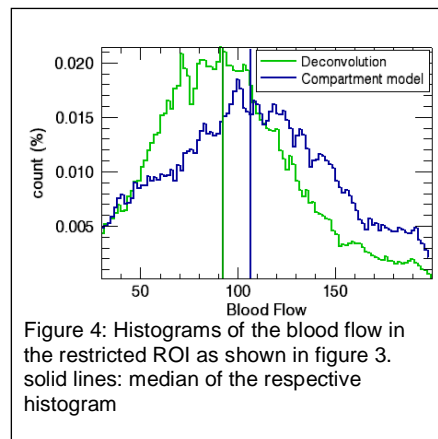 0.020
0.015
0.010
0.005
count (%)
Deconvolution
Compartment model
50
100
150
Blood Flow
Figure 4: Histograms of the blood flow in
the restricted ROI as shown in figure 3.
solid lines: median of the respective
histogram